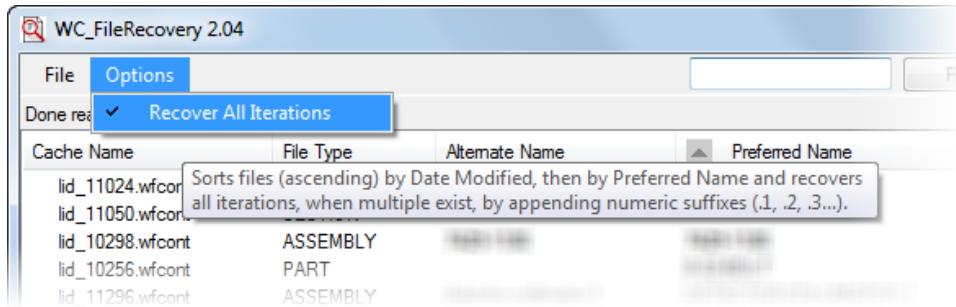 WC_FileRecovery 2.04
File Options
Done rea
✓ Recover All Iterations
Cache Name File Type Alternate Name Preferred Name
lid_11024.wfcon
Sorts files (ascending) by Date Modified, then by Preferred Name and recovers
all iterations, when multiple exist, by appending numeric suffixes (.1, .2, .3...).
lid_11050.wfcont
lid_10298.wfcont ASSEMBLY
lid_10256.wfcont PART
lid_11296.wfcont ASSEMBLY